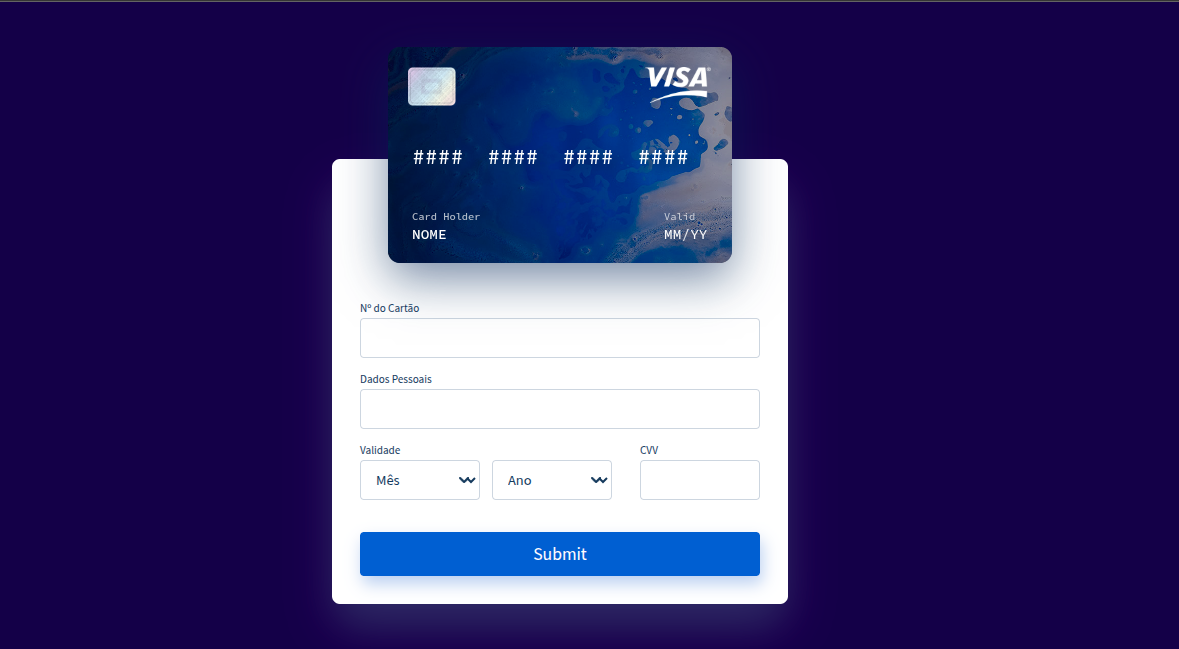 VISA
#### #### #### ####
Card Holder
Valid
NOME
MM/YY
Nº do Cartão
Dados Pessoais
Validade
CVV
Mês
Ano
Submit